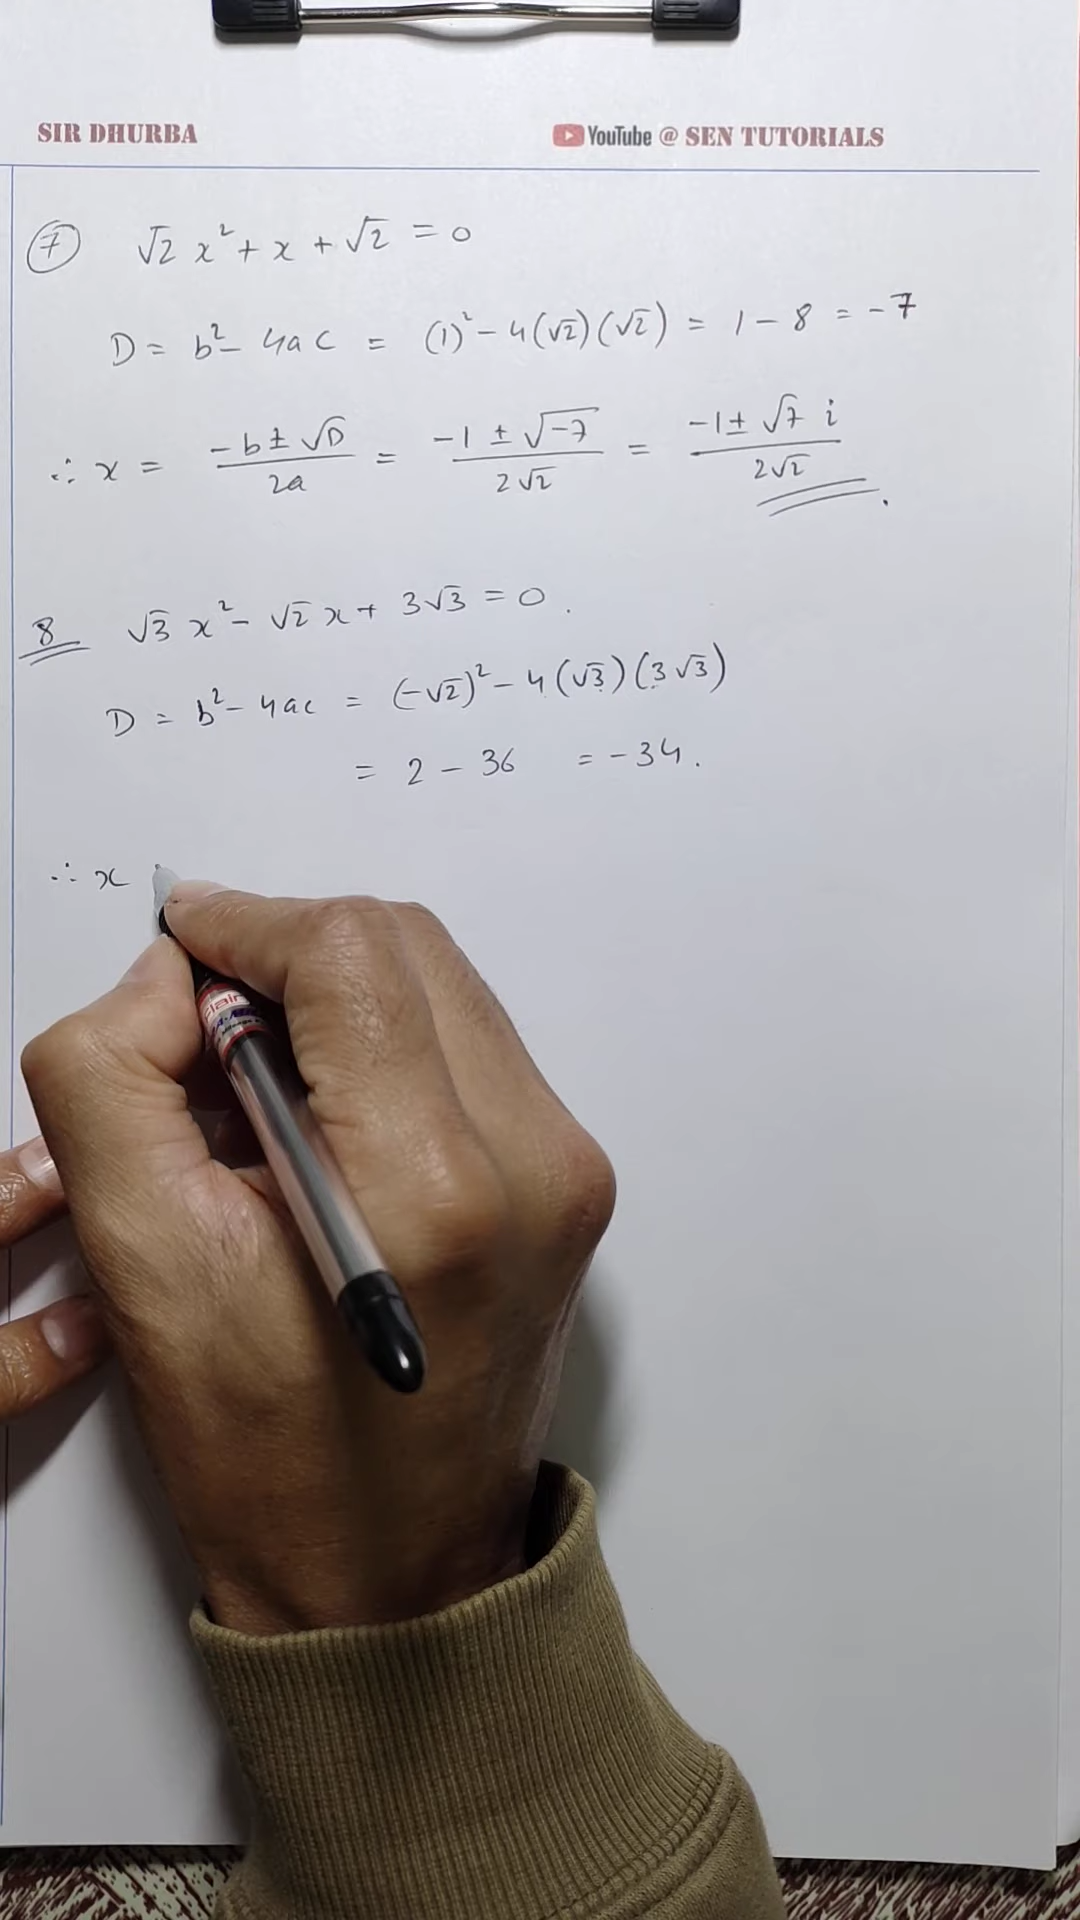 SIR DHURBA
YouTube @ SEN TUTORIALS
⑦ √2 x² + x + √2 = 0
D = b² - 4ac = (1)² - 4(√2)(√2) = 1 - 8 = -7
∴ x = (-b ± √D)/2a = (-1 ± √-7)/2√2 = (-1 ± √7 i)/2√2 .
8 √3 x² - √2 x + 3√3 = 0 .
D = b² - 4ac = (-√2)² - 4(√3)(3√3)
= 2 - 36 = -34 .
∴ x